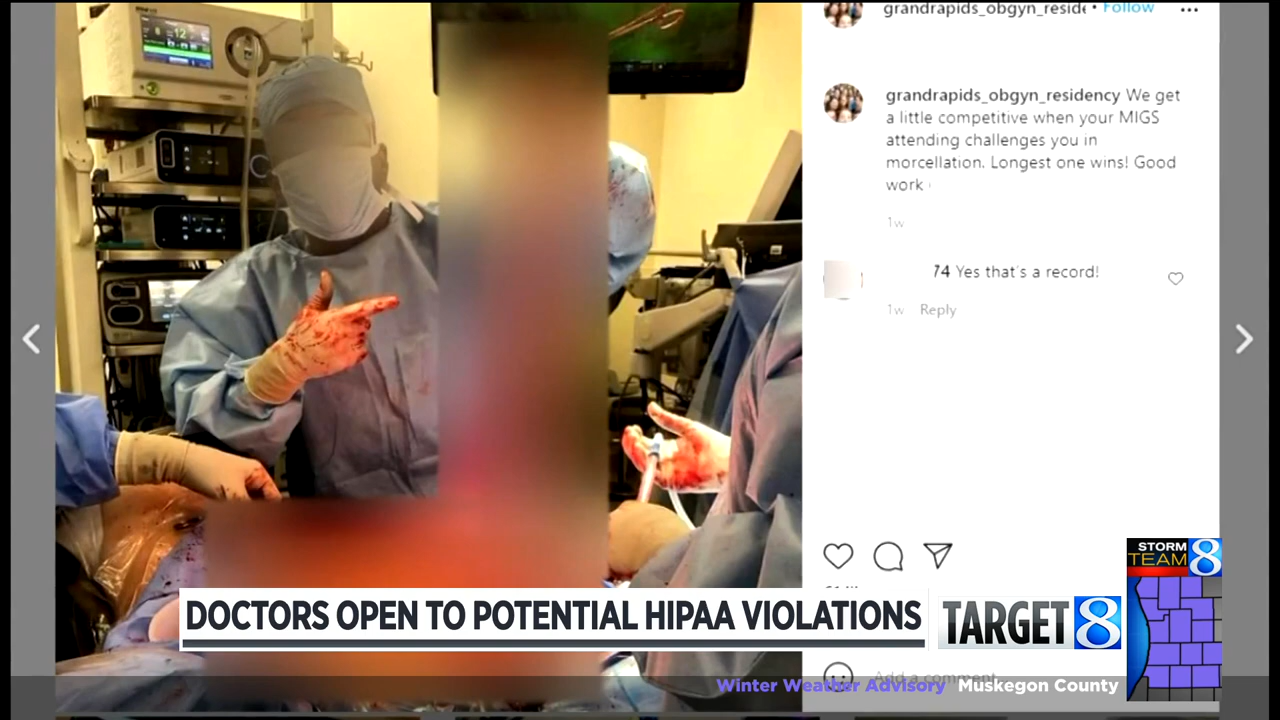 grandrapids_obgyn_reside • Follow ...
grandrapids_obgyn_residency We get
a little competitive when your MIGS
attending challenges you in
morcellation. Longest one wins! Good
work
1w
74 Yes that's a record!
1w Reply
STORM
TEAM 8
DOCTORS OPEN TO POTENTIAL HIPAA VIOLATIONS
TARGET 8
Add a comment...
Winter Weather Advisory Muskegon County